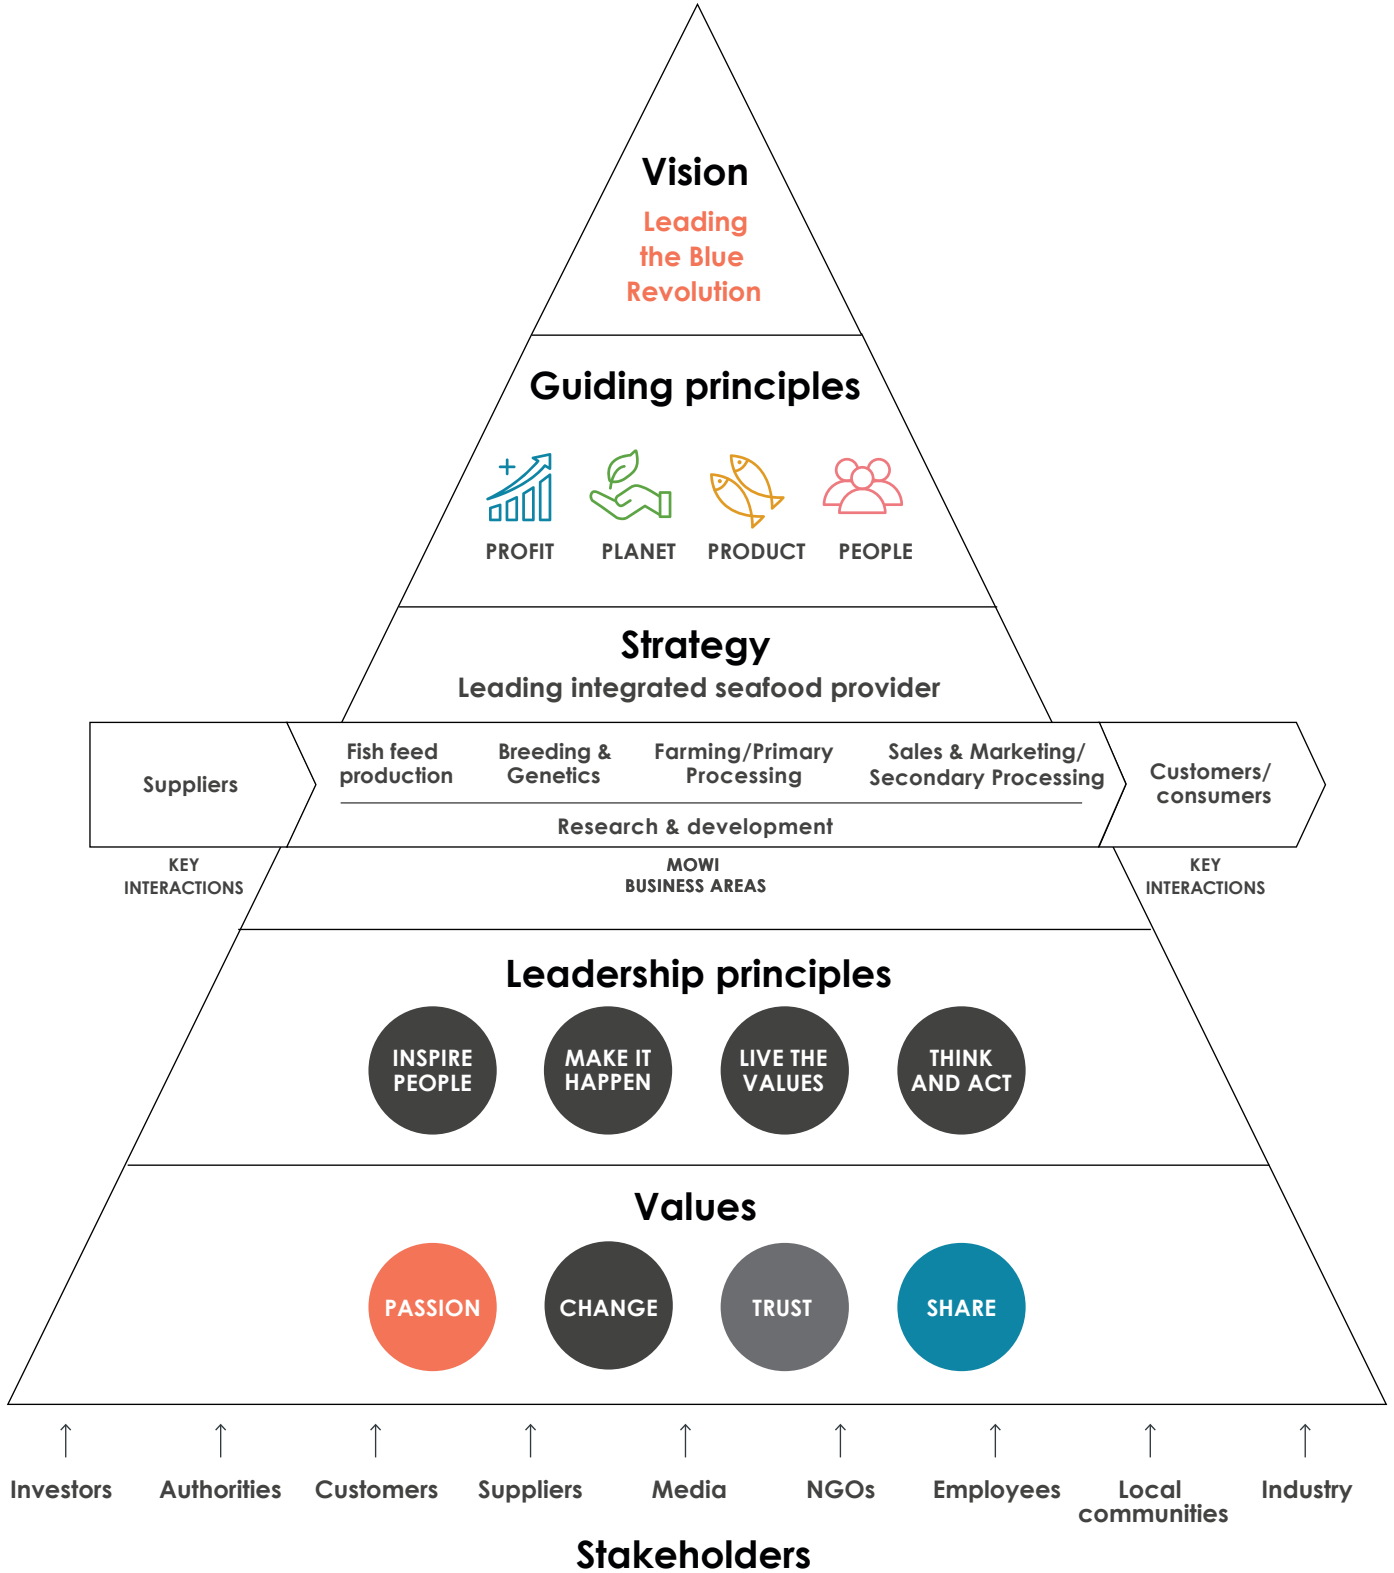 Vision
Leading
the Blue
Revolution
Guiding principles
PROFIT
PLANET
PRODUCT
PEOPLE
Strategy
Leading integrated seafood provider
Suppliers
Fish feed
production
Breeding &
Genetics
Farming/Primary
Processing
Sales & Marketing/
Secondary Processing
Research & development
Customers/
consumers
KEY
INTERACTIONS
MOWI
BUSINESS AREAS
KEY
INTERACTIONS
Leadership principles
INSPIRE
PEOPLE
MAKE IT
HAPPEN
LIVE THE
VALUES
THINK
AND ACT
Values
PASSION
CHANGE
TRUST
SHARE
Investors
Authorities
Customers
Suppliers
Media
NGOs
Employees
Local
communities
Industry
Stakeholders